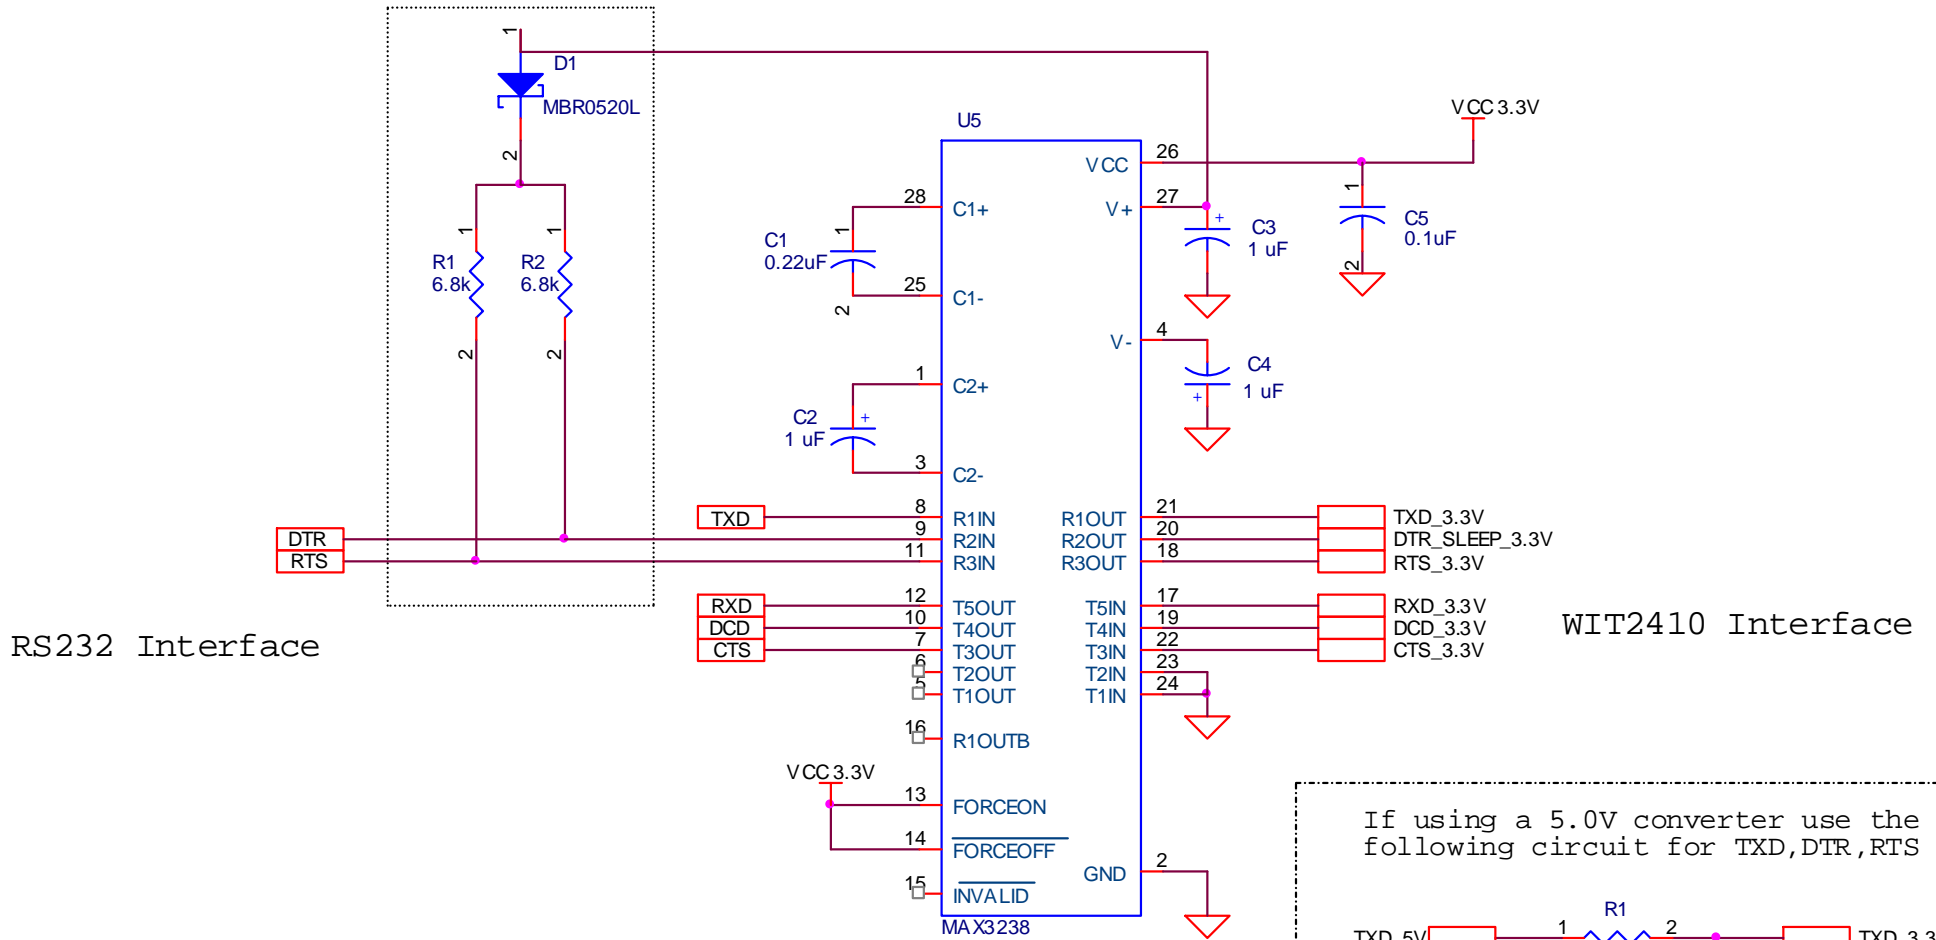 1
D1
MBR0520L
2
1
R1
6.8k
2
1
R2
6.8k
2
U5
VCC 26
V+ 27
V- 4
28 C1+
25 C1-
1 C2+
3 C2-
8 R1IN
9 R2IN
11 R3IN
12 T5OUT
10 T4OUT
7 T3OUT
6 T2OUT
5 T1OUT
16 R1OUTB
13 FORCEON
14 FORCEOFF
15 INVALID
R1OUT 21
R2OUT 20
R3OUT 18
T5IN 17
T4IN 19
T3IN 22
T2IN 23
T1IN 24
GND 2
MAX3238
VCC3.3V
1
C5
0.1uF
2
+
C3
1 uF
C4
1 uF
+
1
C1
0.22uF
2
+
C2
1 uF
TXD
DTR
RTS
RXD
DCD
CTS
TXD_3.3V
DTR_SLEEP_3.3V
RTS_3.3V
RXD_3.3V
DCD_3.3V
CTS_3.3V
RS232 Interface
WIT2410 Interface
VCC3.3V
If using a 5.0V converter use the
following circuit for TXD,DTR,RTS
R1
TXD_5V 1 2 TXD_3.3